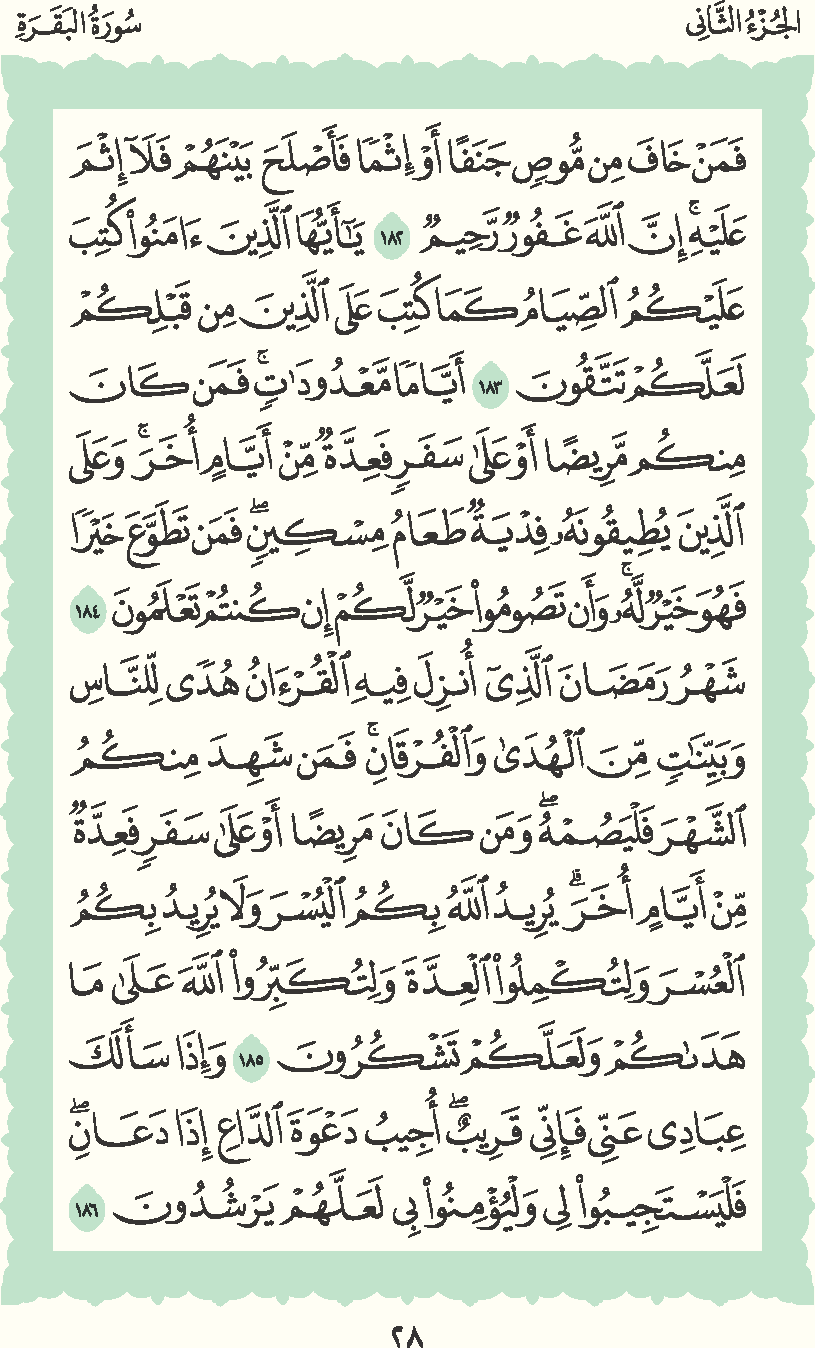 الجُزْءُ الثَّانِي
سُورَةُ البَقَرَةِ
فَمَنْ خَافَ مِن مُّوصٍ جَنَفًا أَوْ إِثْمًا فَأَصْلَحَ بَيْنَهُمْ فَلَآ إِثْمَ
عَلَيْهِۚ إِنَّ ٱللَّهَ غَفُورٌ رَّحِيمٌ ١٨٢ يَٰٓأَيُّهَا ٱلَّذِينَ ءَامَنُوا۟ كُتِبَ
عَلَيْكُمُ ٱلصِّيَامُ كَمَا كُتِبَ عَلَى ٱلَّذِينَ مِن قَبْلِكُمْ
لَعَلَّكُمْ تَتَّقُونَ ١٨٣ أَيَّامًا مَّعْدُودَٰتٍۚ فَمَن كَانَ
مِنكُم مَّرِيضًا أَوْ عَلَىٰ سَفَرٍ فَعِدَّةٌ مِّنْ أَيَّامٍ أُخَرَۚ وَعَلَى
ٱلَّذِينَ يُطِيقُونَهُۥ فِدْيَةٌ طَعَامُ مِسْكِينٍۖ فَمَن تَطَوَّعَ خَيْرًا
فَهُوَ خَيْرٌ لَّهُۥۚ وَأَن تَصُومُوا۟ خَيْرٌ لَّكُمْ إِن كُنتُمْ تَعْلَمُونَ ١٨٤
شَهْرُ رَمَضَانَ ٱلَّذِىٓ أُنزِلَ فِيهِ ٱلْقُرْءَانُ هُدًى لِّلنَّاسِ
وَبَيِّنَٰتٍ مِّنَ ٱلْهُدَىٰ وَٱلْفُرْقَانِۚ فَمَن شَهِدَ مِنكُمُ
ٱلشَّهْرَ فَلْيَصُمْهُۖ وَمَن كَانَ مَرِيضًا أَوْ عَلَىٰ سَفَرٍ فَعِدَّةٌ
مِّنْ أَيَّامٍ أُخَرَۗ يُرِيدُ ٱللَّهُ بِكُمُ ٱلْيُسْرَ وَلَا يُرِيدُ بِكُمُ
ٱلْعُسْرَ وَلِتُكْمِلُوا۟ ٱلْعِدَّةَ وَلِتُكَبِّرُوا۟ ٱللَّهَ عَلَىٰ مَا
هَدَىٰكُمْ وَلَعَلَّكُمْ تَشْكُرُونَ ١٨٥ وَإِذَا سَأَلَكَ
عِبَادِى عَنِّى فَإِنِّى قَرِيبٌۖ أُجِيبُ دَعْوَةَ ٱلدَّاعِ إِذَا دَعَانِۖ
فَلْيَسْتَجِيبُوا۟ لِى وَلْيُؤْمِنُوا۟ بِى لَعَلَّهُمْ يَرْشُدُونَ ١٨٦
٢٨